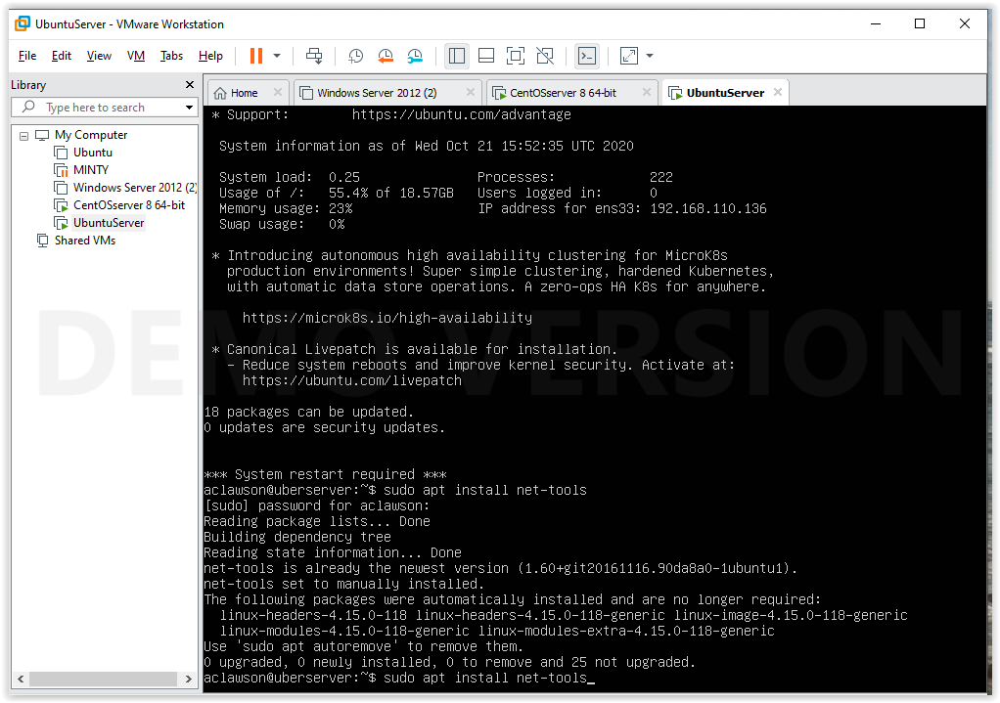 UbuntuServer - VMware Workstation
File Edit View VM Tabs Help
Library
Type here to search
My Computer
Ubuntu
MINTY
Windows Server 2012 (2)
CentOSserver 8 64-bit
UbuntuServer
Shared VMs
Home
Windows Server 2012 (2)
CentOSserver 8 64-bit
UbuntuServer
* Support: https://ubuntu.com/advantage
System information as of Wed Oct 21 15:52:35 UTC 2020
System load: 0.25 Processes: 222
Usage of /: 55.4% of 18.57GB Users logged in: 0
Memory usage: 23% IP address for ens33: 192.168.110.136
Swap usage: 0%
* Introducing autonomous high availability clustering for MicroK8s
production environments! Super simple clustering, hardened Kubernetes,
with automatic data store operations. A zero-ops HA K8s for anywhere.
https://microk8s.io/high-availability
* Canonical Livepatch is available for installation.
- Reduce system reboots and improve kernel security. Activate at:
https://ubuntu.com/livepatch
18 packages can be updated.
0 updates are security updates.
*** System restart required ***
aclawson@uberserver:~$ sudo apt install net-tools
[sudo] password for aclawson:
Reading package lists... Done
Building dependency tree
Reading state information... Done
net-tools is already the newest version (1.60+git20161116.90da8a0-1ubuntu1).
net-tools set to manually installed.
The following packages were automatically installed and are no longer required:
linux-headers-4.15.0-118 linux-headers-4.15.0-118-generic linux-image-4.15.0-118-generic
linux-modules-4.15.0-118-generic linux-modules-extra-4.15.0-118-generic
Use 'sudo apt autoremove' to remove them.
0 upgraded, 0 newly installed, 0 to remove and 25 not upgraded.
aclawson@uberserver:~$ sudo apt install net-tools_
DEMO VERSION